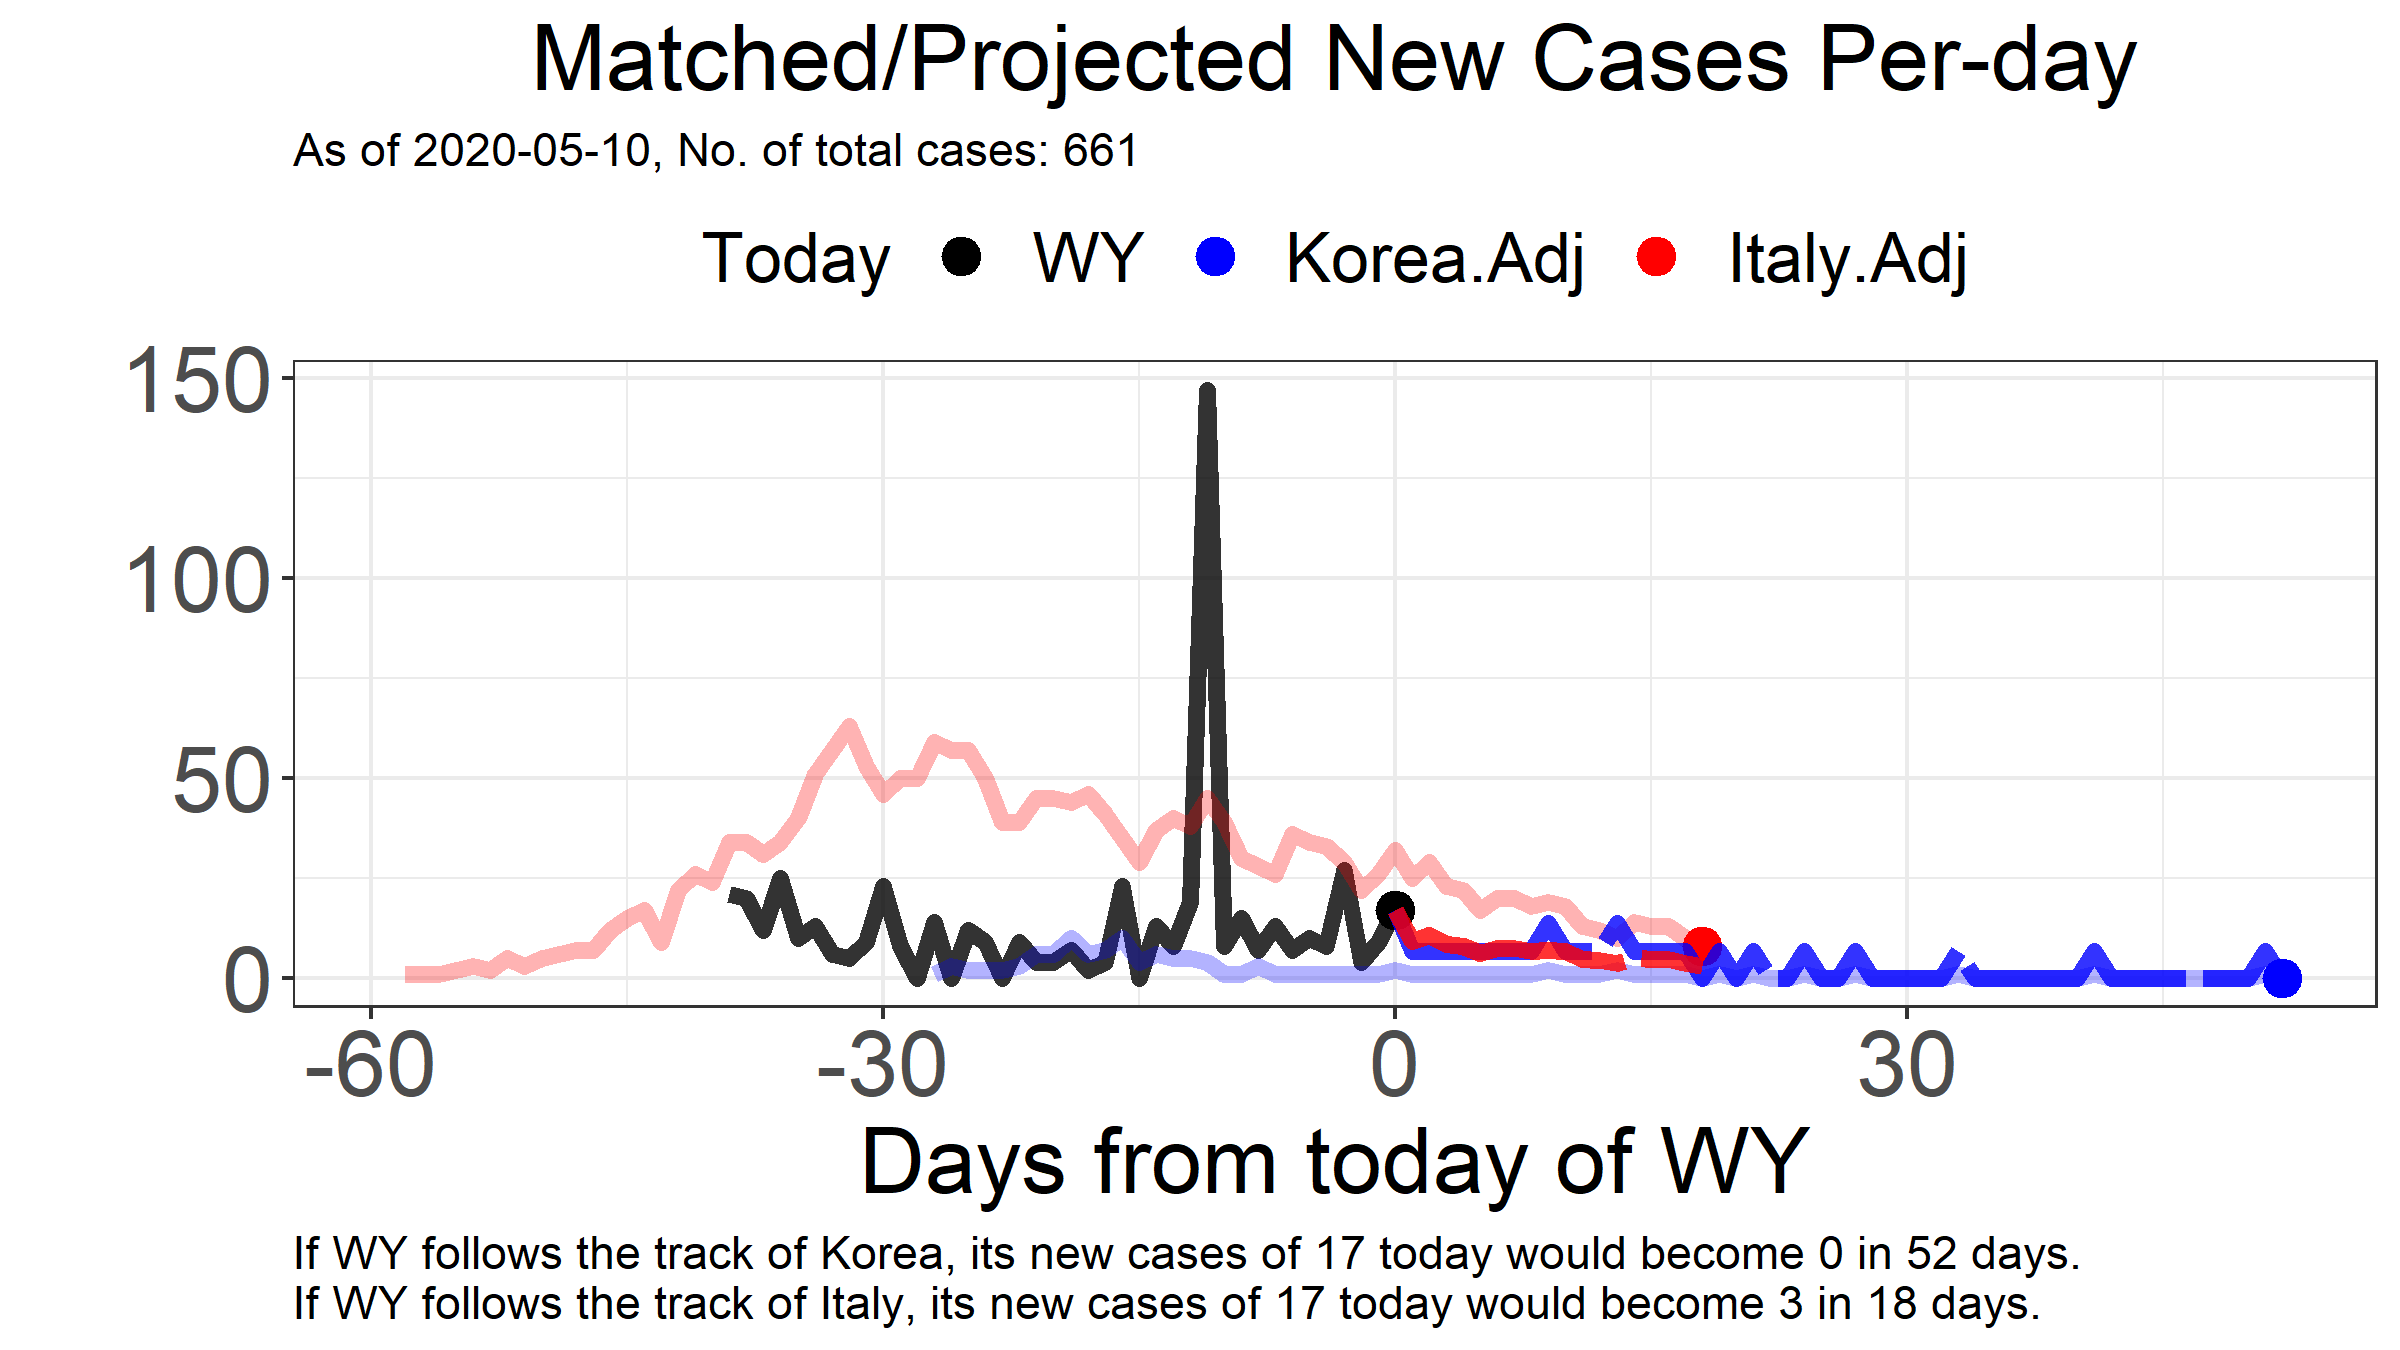 Matched/Projected New Cases Per-day
As of 2020-05-10, No. of total cases: 661
Today WY Korea.Adj Italy.Adj
150
100
50
0
-60 -30 0 30
Days from today of WY
If WY follows the track of Korea, its new cases of 17 today would become 0 in 52 days.
If WY follows the track of Italy, its new cases of 17 today would become 3 in 18 days.